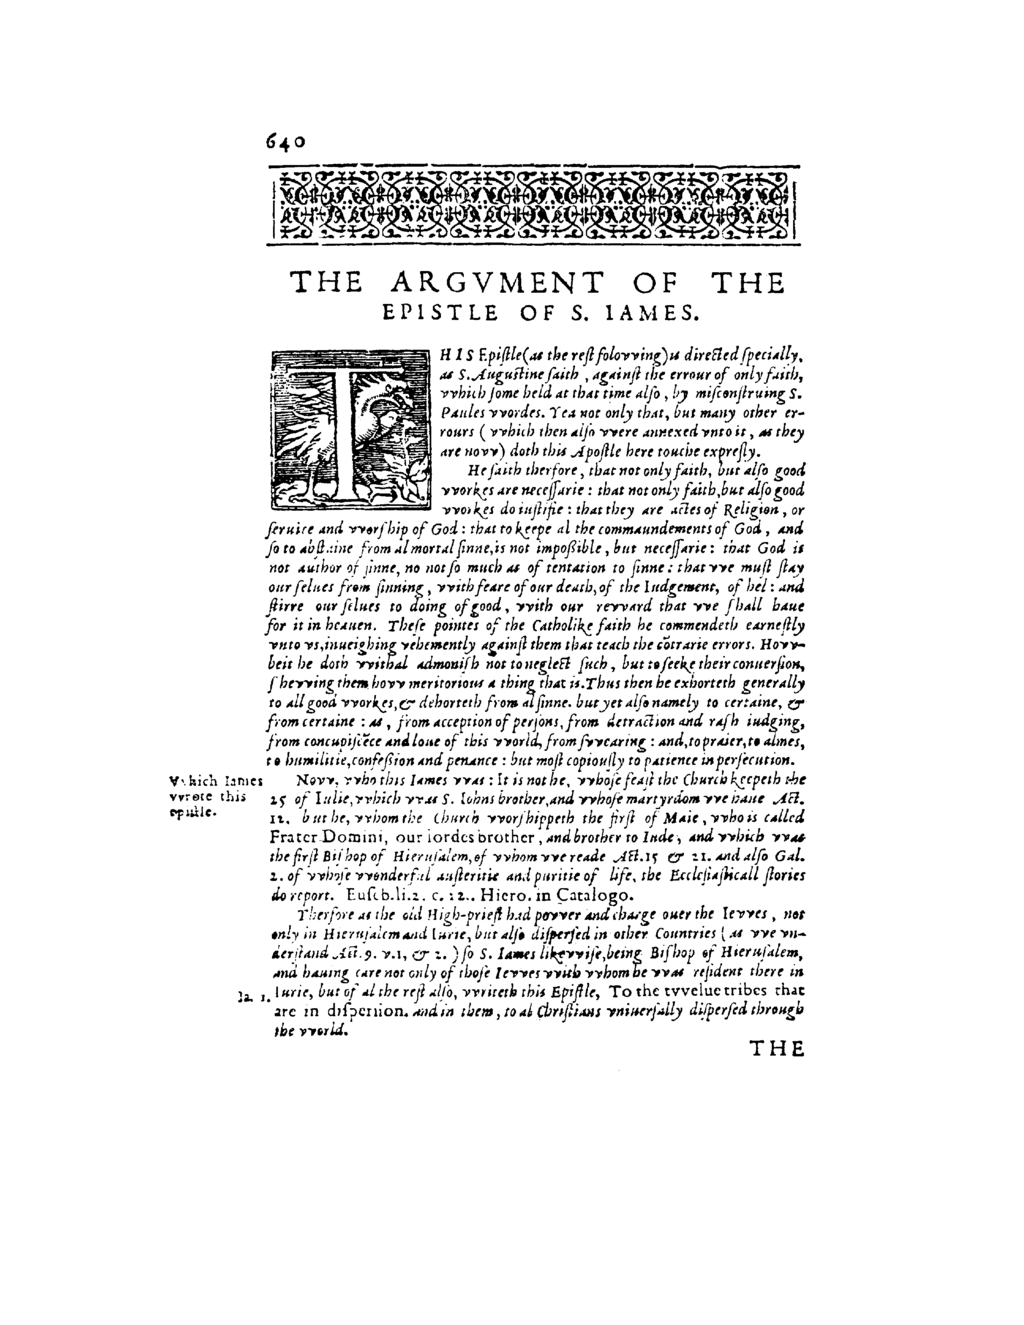 640
THE ARGVMENT OF THE
EPISTLE OF S. IAMES.
THIS Epiſtle (as the reſt folovving) is directed ſpecially,
as S. Auguſtine ſaith, againſt the errour of only faith,
vvhich ſome held at that time alſo, by miſconſtruing S.
Paules vvordes. Yea not only that, but many other er-
rours (vvhich then alſo vvere annexed vnto it, as they
are novv) doth this Apoſtle here touche expreſly.
He ſaith therfore, that not only faith, but alſo good
vvorkes are neceſſarie: that not only faith, but alſo good
vvorkes do iuſtifie: that they are actes of Religion, or
ſeruice and vvorſhip of God: that to keepe al the commaundements of God, and
ſo to abſtaine from al mortal ſinne, is not impoſsible, but neceſſarie: that God is
not author of ſinne, no not ſo much as of tentation to ſinne: that vve muſt ſtay
our ſelues from ſinning, vvith feare of our death, of the Iudgement, of hel: and
ſtirre our ſelues to doing of good, vvith our revvard that vve ſhall haue
for it in heauen. Theſe pointes of the Catholike faith he commendeth earneſtly
vnto vs, inueighing vehemently againſt them that teach the cõtrarie errors. Hovv-
beit he doth vvithal admoniſh not to neglect ſuch, but to ſeeke their conuerſion,
ſhevving them hovv meritorious a thing that is. Thus then he exhorteth generally
to all good vvorkes, & dehorteth from al ſinne. but yet alſo namely to certaine, &
from certaine: as, from acception of perſons, from detraction and raſh iudging,
from concupiſcẽce and loue of this vvorld, from ſvvearing: and, to praier, to almes,
to humilitie, confeſsion and penance: but moſt copiouſly to patience in perſecution.
Which Iames
vvrote this
epistle.
Novv, vvho this Iames vvas: It is not he, vvhoſe feaſt the Church keepeth the
25 of Iulie, vvhich vvas S. Iohns brother, and vvhoſe martyrdom vve haue Act.
12. but he, vvhom the Church vvorſhippeth the firſt of Maie, vvho is called
Frater Domini, our lordes brother, and brother to Iude, and vvhich vvas
the firſt Biſhop of Hieruſalem, of vvhom vve reade Act. 15 & 21. and alſo Gal.
2. of vvhoſe vvonderful auſteritie and puritie of life, the Eccleſiaſticall ſtories
do report. Euſeb. li. 2. c. 22. Hiero. in Catalogo.
Therfore as the old High-prieſt had povver and charge ouer the Ievves, not
only in Hieruſalem and Iurie, but alſo diſperſed in other Countries (as vve vn-
derſtand Act. 9. v. 1, & 2.) ſo S. Iames likevviſe, being Biſhop of Hieruſalem,
and hauing care not only of thoſe Ievves vvith vvhom he vvas reſident there in
Ia. 1. Iurie, but of al the reſt alſo, vvriteth this Epiſtle, To the tvvelue tribes that
are in diſperſion. and in them, to al Chriſtians vniuerſally diſperſed through
the vvorld.
THE